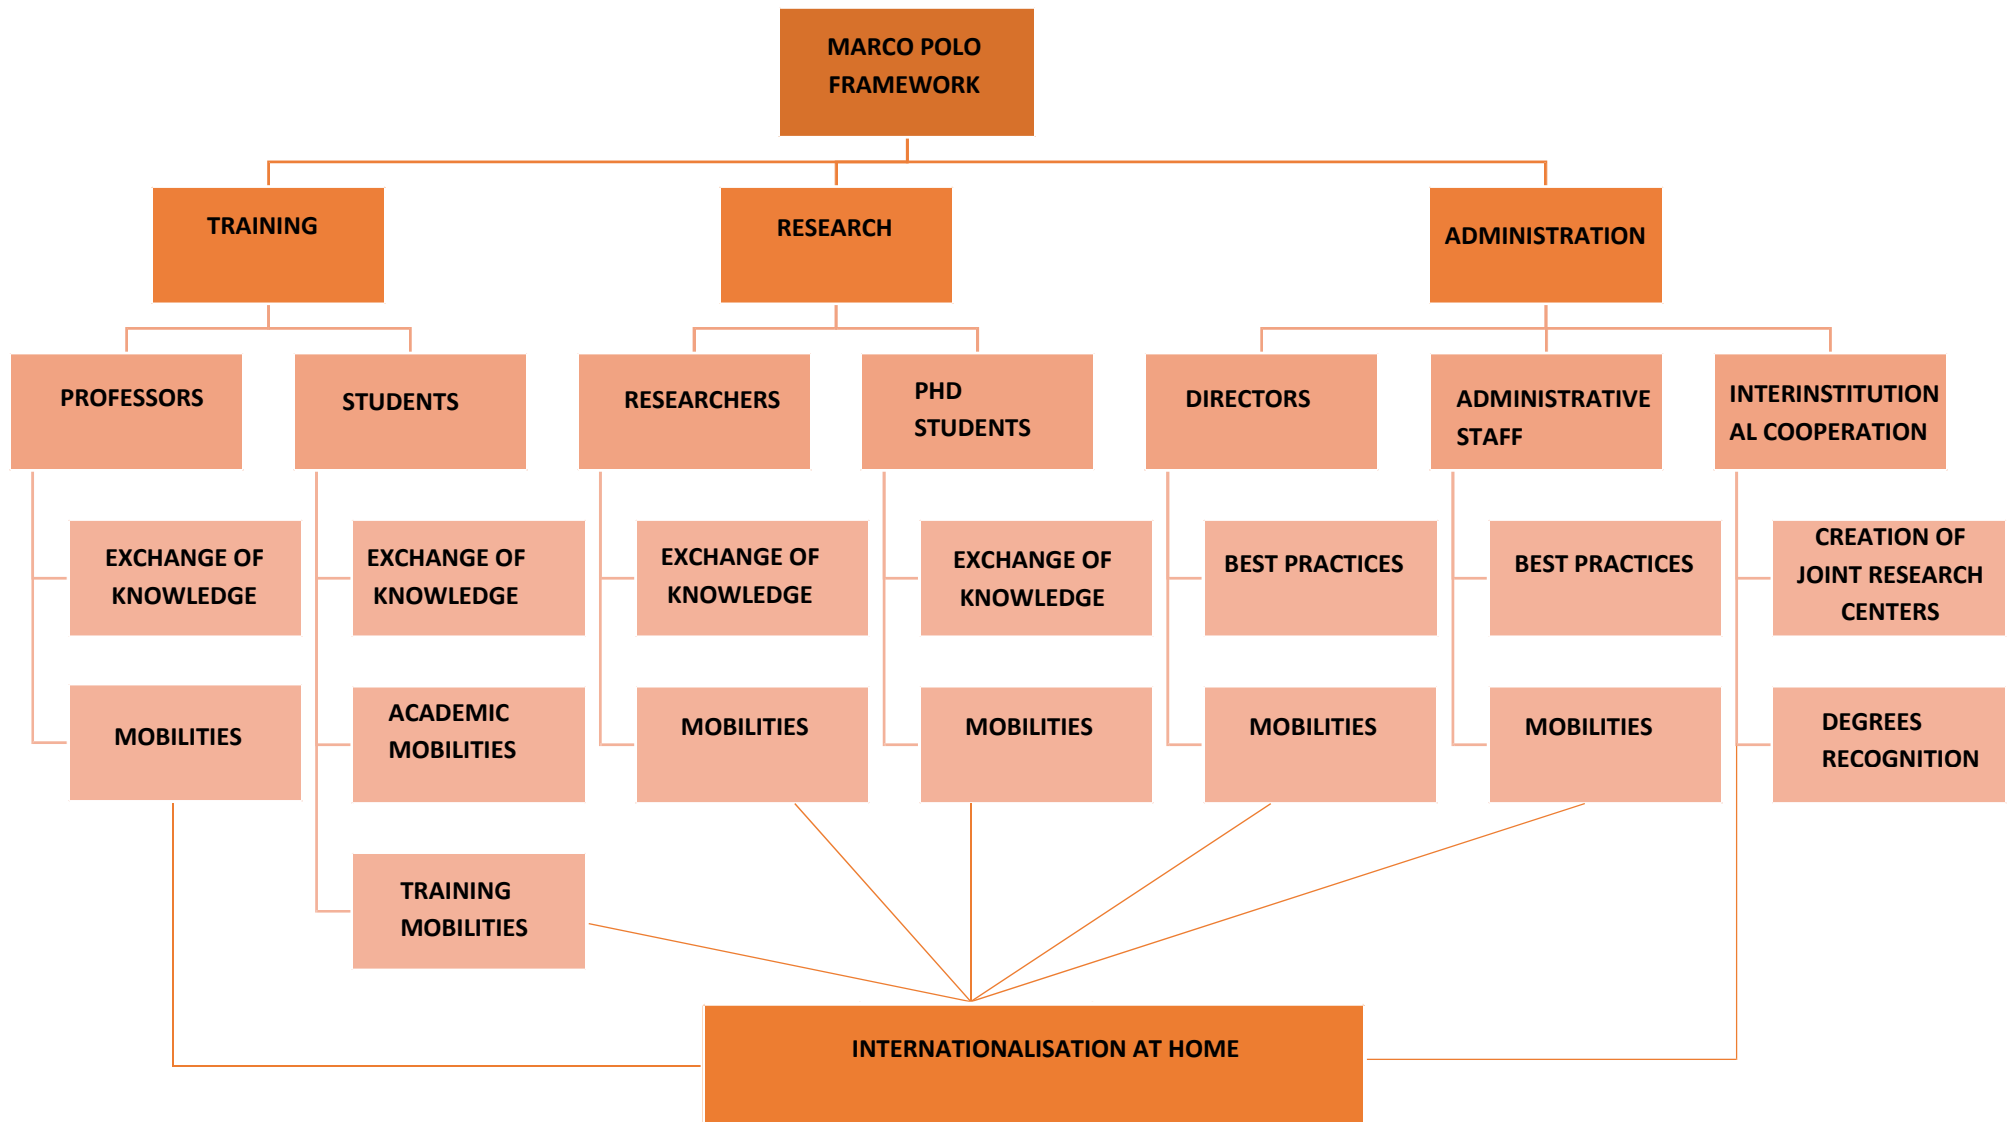 MARCO POLO
FRAMEWORK
TRAINING
RESEARCH
ADMINISTRATION
PROFESSORS
STUDENTS
RESEARCHERS
PHD
STUDENTS
DIRECTORS
ADMINISTRATIVE
STAFF
INTERINSTITUTION
AL COOPERATION
EXCHANGE OF
KNOWLEDGE
EXCHANGE OF
KNOWLEDGE
EXCHANGE OF
KNOWLEDGE
EXCHANGE OF
KNOWLEDGE
BEST PRACTICES
BEST PRACTICES
CREATION OF
JOINT RESEARCH
CENTERS
MOBILITIES
ACADEMIC
MOBILITIES
MOBILITIES
MOBILITIES
MOBILITIES
MOBILITIES
DEGREES
RECOGNITION
TRAINING
MOBILITIES
INTERNATIONALISATION AT HOME